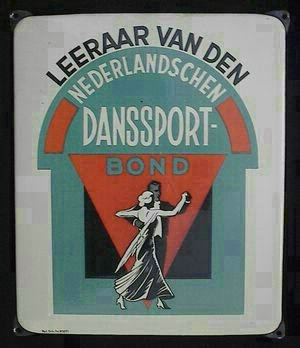 LEERAAR VAN DEN
NEDERLANDSCHEN
DANSSPORT-
BOND